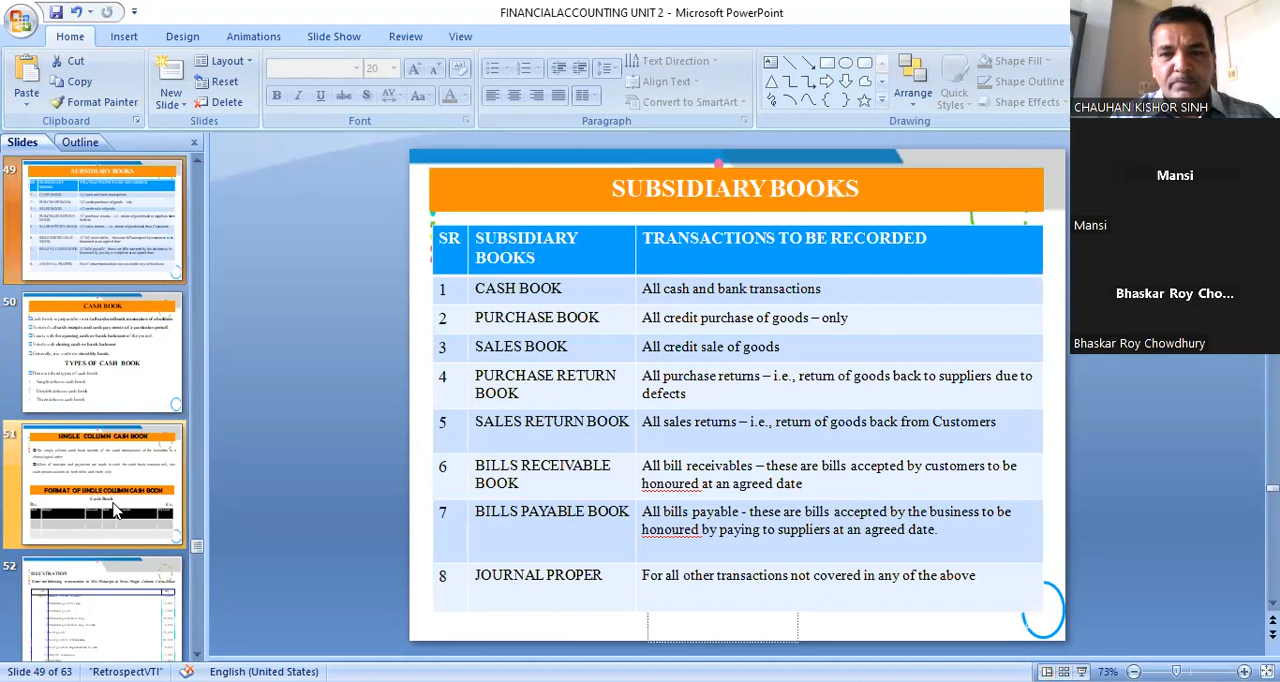 FINANCIALACCOUNTING UNIT 2 - Microsoft PowerPoint
Home Insert Design Animations Slide Show Review View
Paste
Cut
Copy
Format Painter
Clipboard
New Slide
Layout
Reset
Delete
Slides
20
B I U abe S AV Aa A
Font
Text Direction
Align Text
Convert to SmartArt
Paragraph
Arrange
Quick Styles
Shape Fill
Shape Outline
Shape Effects
Drawing
CHAUHAN KISHOR SINH
Mansi
Mansi
Bhaskar Roy Cho...
Bhaskar Roy Chowdhury
Slides Outline
49
SUBSIDIARY BOOKS
50
CASH BOOK
TYPES OF CASH BOOK
51
SINGLE COLUMN CASH BOOK
FORMAT OF SINGLE COLUMN CASH BOOK
Cash Book
52
ILLUSTRATION
SUBSIDIARY BOOKS
SR SUBSIDIARY BOOKS TRANSACTIONS TO BE RECORDED
1 CASH BOOK All cash and bank transactions
2 PURCHASE BOOK All credit purchase of goods – only
3 SALES BOOK All credit sale of goods
4 PURCHASE RETURN BOOK All purchase returns – i.e., return of goods back to suppliers due to defects
5 SALES RETURN BOOK All sales returns – i.e., return of goods back from Customers
6 BILLS RECEIVABLE BOOK All bill receivables – these are bills accepted by customers to be honoured at an agreed date
7 BILLS PAYABLE BOOK All bills payable - these are bills accepted by the business to be honoured by paying to suppliers at an agreed date.
8 JOURNAL PROPER For all other transactions not covered in any of the above
Slide 49 of 63 "RetrospectVTI" English (United States) 73%